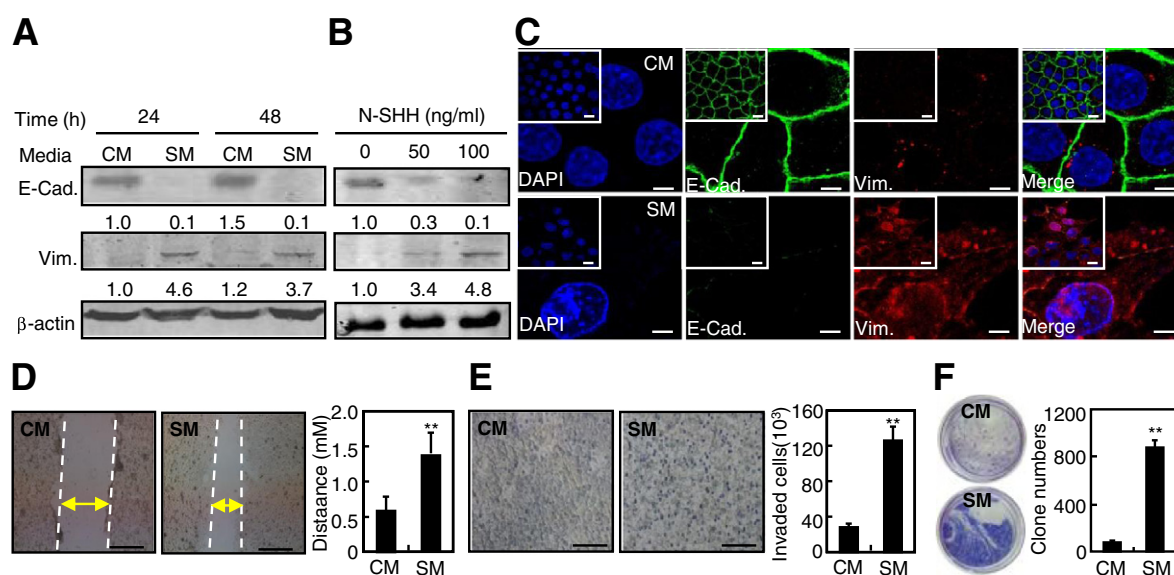 A
Time (h) 24 48
Media CM SM CM SM
E-Cad.
1.0 0.1 1.5 0.1
Vim.
1.0 4.6 1.2 3.7
β-actin
B
N-SHH (ng/ml)
0 50 100
1.0 0.3 0.1
1.0 3.4 4.8
C
CM
DAPI E-Cad. Vim. Merge
SM
DAPI E-Cad. Vim. Merge
D
CM SM
Distaance (mM)
2.0
**
1.5
1.0
0.5
0
CM SM
E
CM SM
Invaded cells(10³)
160
**
120
80
40
0
CM SM
F
CM
SM
Clone numbers
1200
**
800
400
0
CM SM